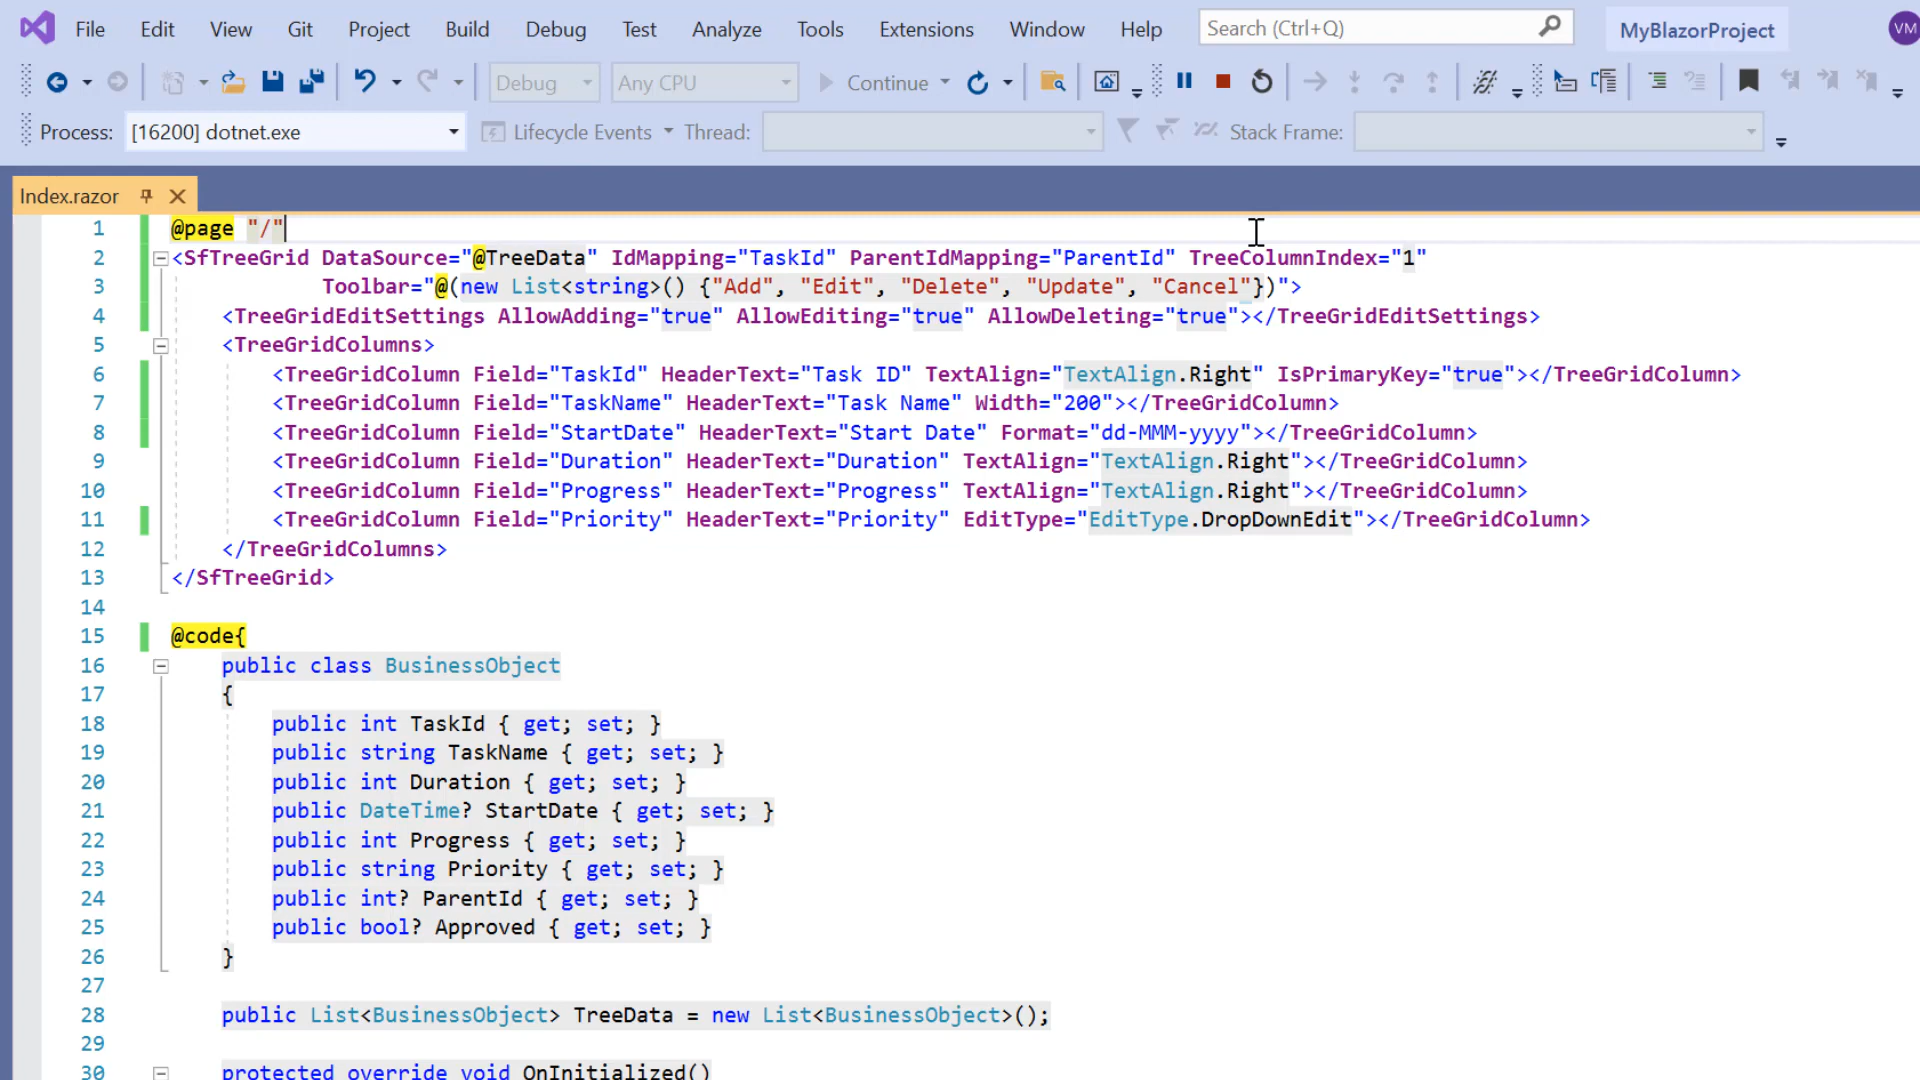 File Edit View Git Project Build Debug Test Analyze Tools Extensions Window Help Search (Ctrl+Q) MyBlazorProject VM
Debug Any CPU Continue
Process: [16200] dotnet.exe Lifecycle Events Thread: Stack Frame:
Index.razor
1 @page "/"
2 <SfTreeGrid DataSource="@TreeData" IdMapping="TaskId" ParentIdMapping="ParentId" TreeColumnIndex="1"
3 Toolbar="@(new List<string>() {"Add", "Edit", "Delete", "Update", "Cancel"})">
4 <TreeGridEditSettings AllowAdding="true" AllowEditing="true" AllowDeleting="true"></TreeGridEditSettings>
5 <TreeGridColumns>
6 <TreeGridColumn Field="TaskId" HeaderText="Task ID" TextAlign="TextAlign.Right" IsPrimaryKey="true"></TreeGridColumn>
7 <TreeGridColumn Field="TaskName" HeaderText="Task Name" Width="200"></TreeGridColumn>
8 <TreeGridColumn Field="StartDate" HeaderText="Start Date" Format="dd-MMM-yyyy"></TreeGridColumn>
9 <TreeGridColumn Field="Duration" HeaderText="Duration" TextAlign="TextAlign.Right"></TreeGridColumn>
10 <TreeGridColumn Field="Progress" HeaderText="Progress" TextAlign="TextAlign.Right"></TreeGridColumn>
11 <TreeGridColumn Field="Priority" HeaderText="Priority" EditType="EditType.DropDownEdit"></TreeGridColumn>
12 </TreeGridColumns>
13 </SfTreeGrid>
14
15 @code{
16 public class BusinessObject
17 {
18 public int TaskId { get; set; }
19 public string TaskName { get; set; }
20 public int Duration { get; set; }
21 public DateTime? StartDate { get; set; }
22 public int Progress { get; set; }
23 public string Priority { get; set; }
24 public int? ParentId { get; set; }
25 public bool? Approved { get; set; }
26 }
27
28 public List<BusinessObject> TreeData = new List<BusinessObject>();
29
30 protected override void OnInitialized()